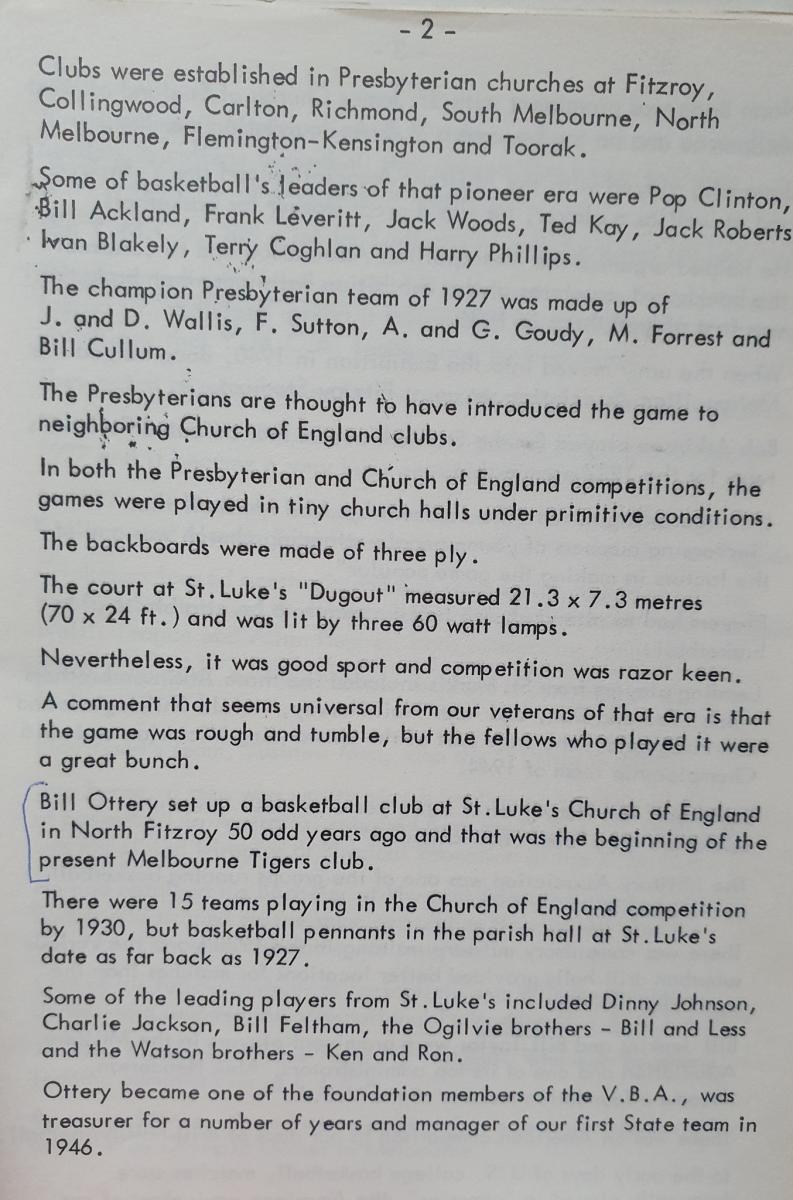 - 2 -
Clubs were established in Presbyterian churches at Fitzroy,
Collingwood, Carlton, Richmond, South Melbourne, North
Melbourne, Flemington-Kensington and Toorak.
Some of basketball's leaders of that pioneer era were Pop Clinton,
Bill Ackland, Frank Leveritt, Jack Woods, Ted Kay, Jack Roberts
Ivan Blakely, Terry Coghlan and Harry Phillips.
The champion Presbyterian team of 1927 was made up of
J. and D. Wallis, F. Sutton, A. and G. Goudy, M. Forrest and
Bill Cullum.
The Presbyterians are thought to have introduced the game to
neighboring Church of England clubs.
In both the Presbyterian and Church of England competitions, the
games were played in tiny church halls under primitive conditions.
The backboards were made of three ply.
The court at St.Luke's "Dugout" measured 21.3 x 7.3 metres
(70 x 24 ft.) and was lit by three 60 watt lamps.
Nevertheless, it was good sport and competition was razor keen.
A comment that seems universal from our veterans of that era is that
the game was rough and tumble, but the fellows who played it were
a great bunch.
Bill Ottery set up a basketball club at St.Luke's Church of England
in North Fitzroy 50 odd years ago and that was the beginning of the
present Melbourne Tigers club.
There were 15 teams playing in the Church of England competition
by 1930, but basketball pennants in the parish hall at St.Luke's
date as far back as 1927.
Some of the leading players from St.Luke's included Dinny Johnson,
Charlie Jackson, Bill Feltham, the Ogilvie brothers - Bill and Less
and the Watson brothers - Ken and Ron.
Ottery became one of the foundation members of the V.B.A., was
treasurer for a number of years and manager of our first State team in
1946.